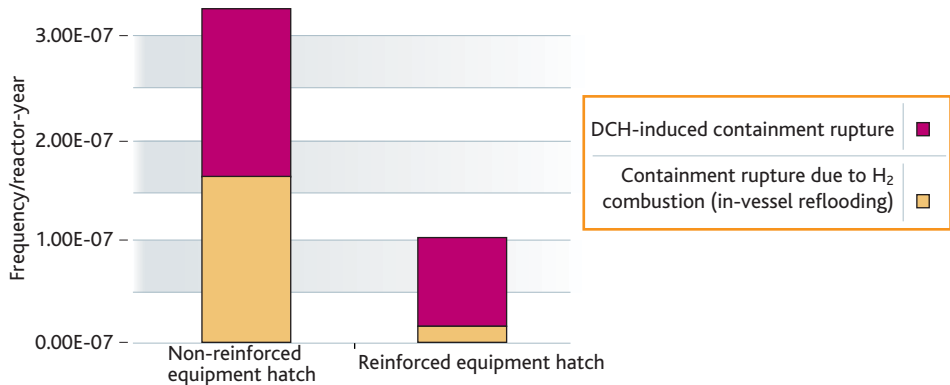 Frequency/reactor-year
3.00E-07
2.00E-07
1.00E-07
0.00E-07
Non-reinforced
equipment hatch
Reinforced equipment hatch
DCH-induced containment rupture
Containment rupture due to H₂
combustion (in-vessel reflooding)